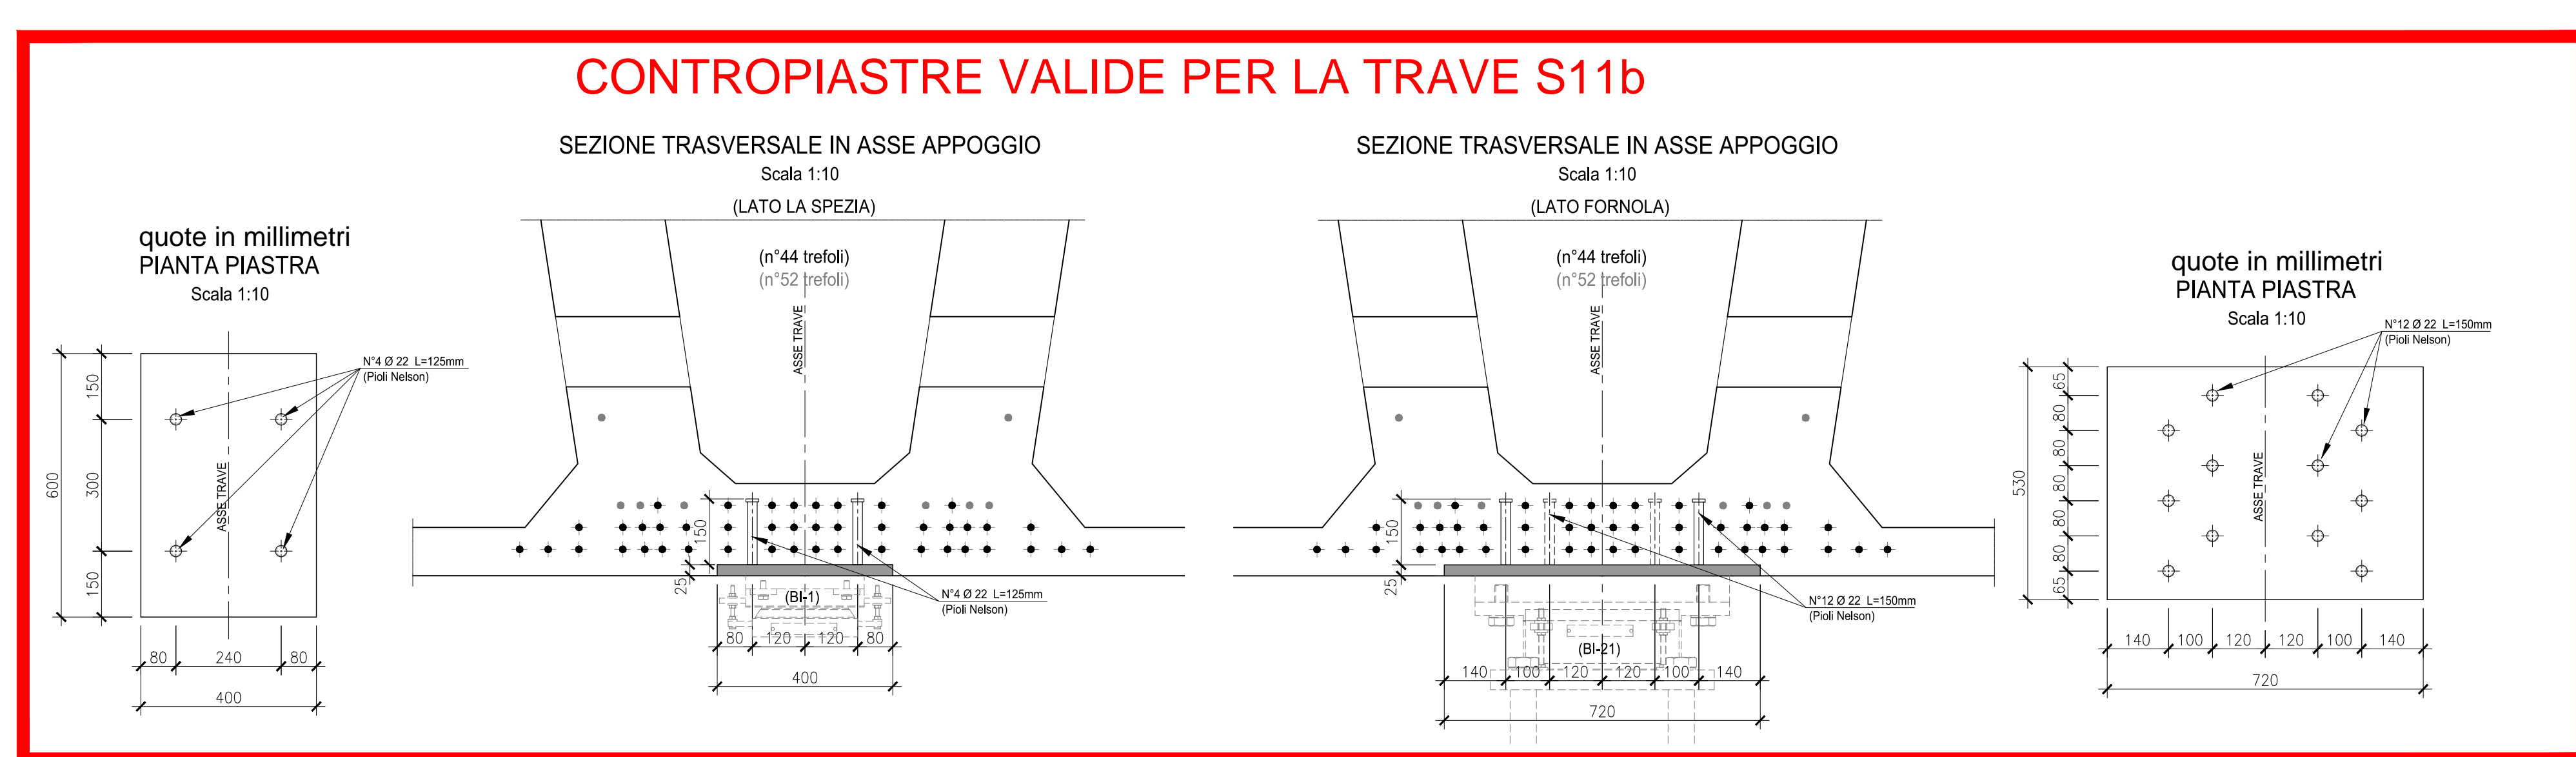 CONTROPIASTRE VALIDE PER LA TRAVE S11b
quote in millimetri
PIANTA PIASTRA
Scala 1:10
N°4 Ø 22 L=125mm
(Pioli Nelson)
ASSE TRAVE
600
150
300
150
80
240
80
400
SEZIONE TRASVERSALE IN ASSE APPOGGIO
Scala 1:10
(LATO LA SPEZIA)
(n°44 trefoli)
(n°52 trefoli)
ASSE TRAVE
150
25
(BI-1)
N°4 Ø 22 L=125mm
(Pioli Nelson)
80
120
120
80
400
SEZIONE TRASVERSALE IN ASSE APPOGGIO
Scala 1:10
(LATO FORNOLA)
(n°44 trefoli)
(n°52 trefoli)
ASSE TRAVE
150
25
(BI-21)
N°12 Ø 22 L=150mm
(Pioli Nelson)
140
100
120
120
100
140
720
quote in millimetri
PIANTA PIASTRA
Scala 1:10
N°12 Ø 22 L=150mm
(Pioli Nelson)
ASSE TRAVE
530
65
80
80
80
80
80
65
140
100
120
120
100
140
720